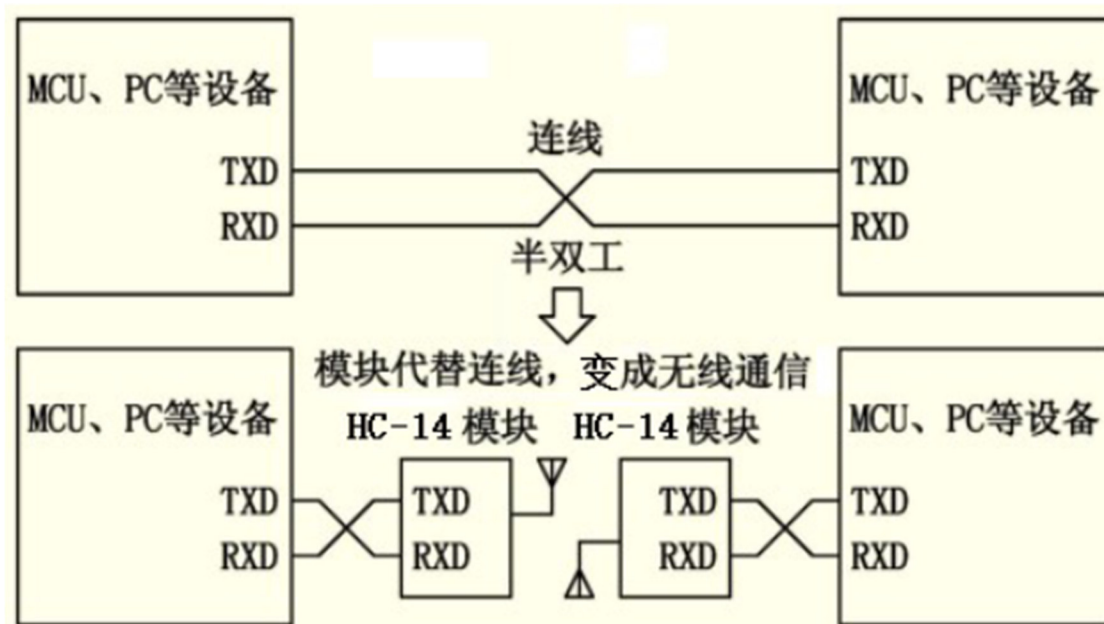 MCU、PC等设备
TXD
RXD
连线
半双工
MCU、PC等设备
TXD
RXD
模块代替连线，变成无线通信
HC-14 模块 HC-14 模块
MCU、PC等设备
TXD
RXD
TXD
RXD
TXD
RXD
MCU、PC等设备
TXD
RXD